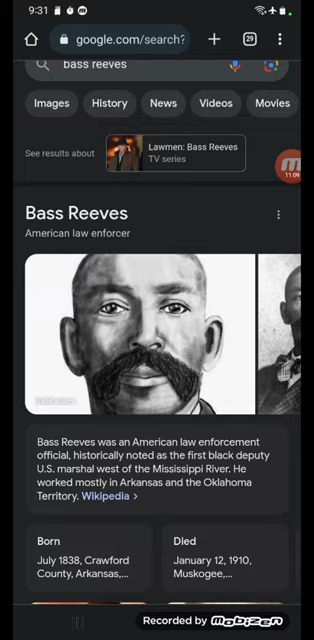 9:31
google.com/search?
29
bass reeves
Images
History
News
Videos
Movies
See results about
Lawmen: Bass Reeves
TV series
11:09
Bass Reeves
American law enforcer
Bass Reeves was an American law enforcement
official, historically noted as the first black deputy
U.S. marshal west of the Mississippi River. He
worked mostly in Arkansas and the Oklahoma
Territory. Wikipedia >
Born
July 1838, Crawford
County, Arkansas,...
Died
January 12, 1910,
Muskogee,...
Recorded by Mobizen